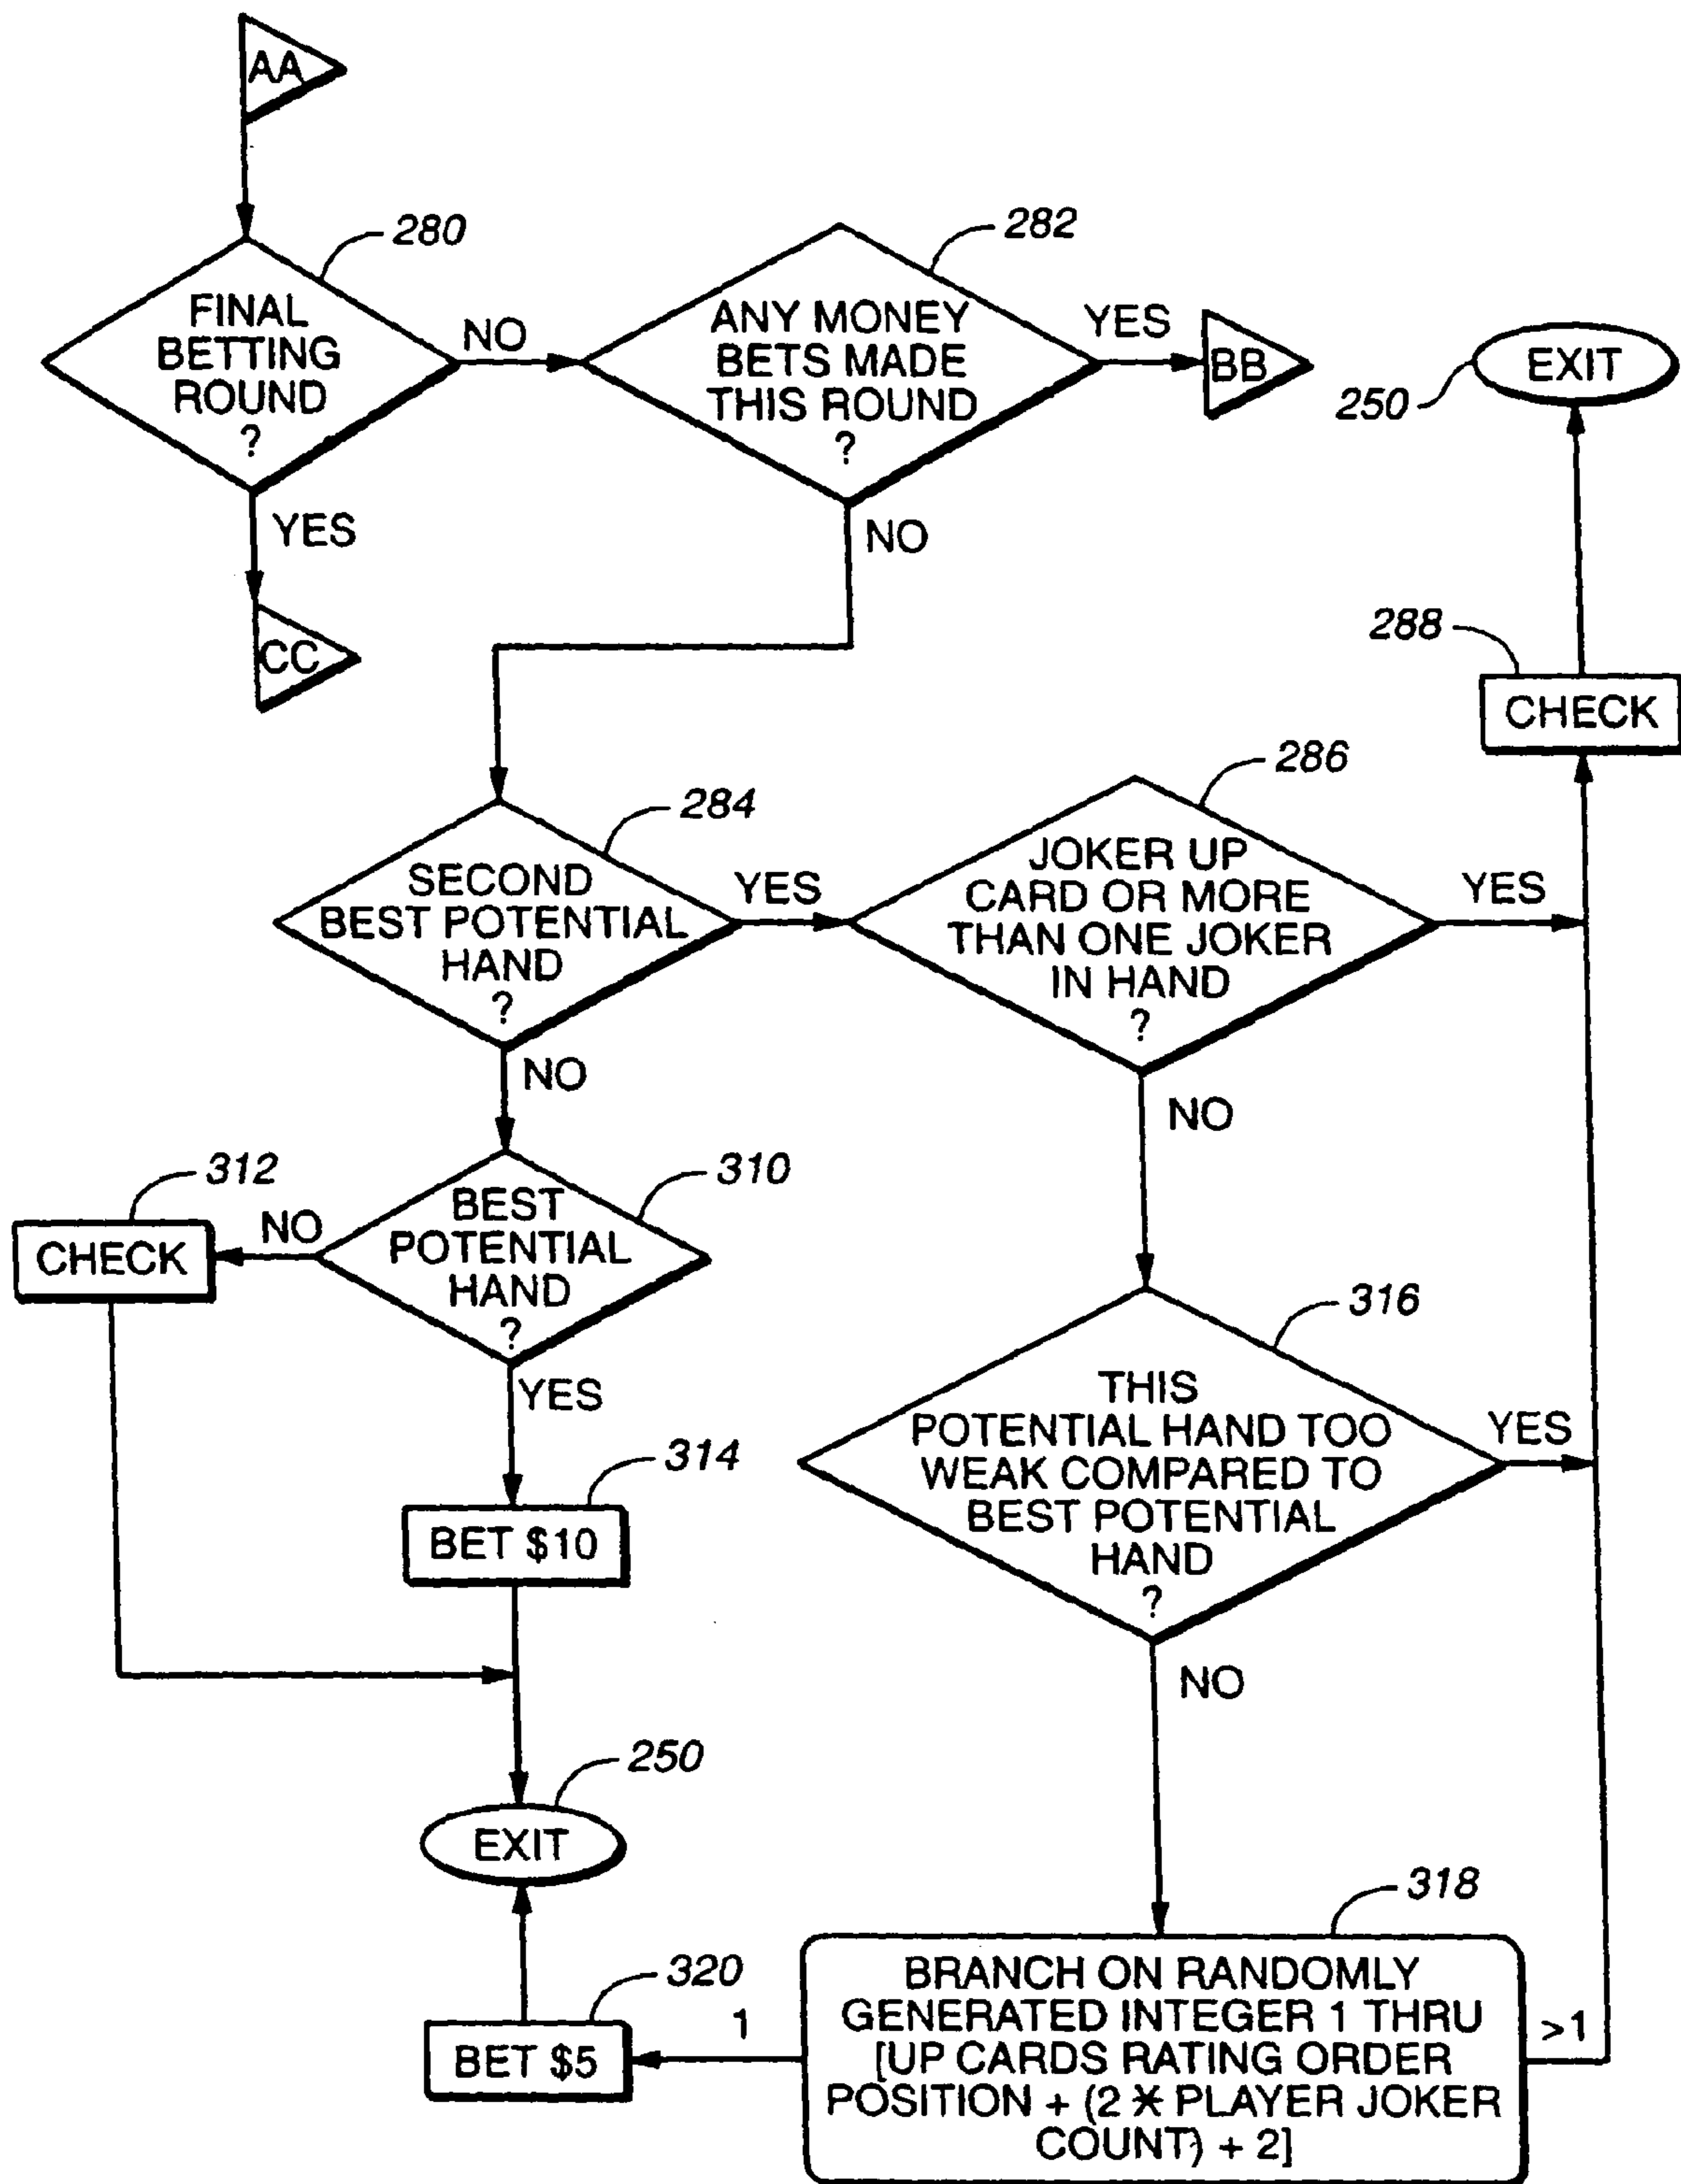 AA
280
FINAL
BETTING
ROUND
?
NO
YES
CC
282
ANY MONEY
BETS MADE
THIS ROUND
?
YES
BB
NO
EXIT
250
288
CHECK
284
SECOND
BEST POTENTIAL
HAND
?
YES
NO
286
JOKER UP
CARD OR MORE
THAN ONE JOKER
IN HAND
?
YES
NO
312
CHECK
NO
310
BEST
POTENTIAL
HAND
?
YES
314
BET $10
316
THIS
POTENTIAL HAND TOO
WEAK COMPARED TO
BEST POTENTIAL
HAND
?
YES
NO
250
EXIT
320
BET $5
1
318
BRANCH ON RANDOMLY
GENERATED INTEGER 1 THRU
[UP CARDS RATING ORDER
POSITION + (2 * PLAYER JOKER
COUNT) + 2]
>1